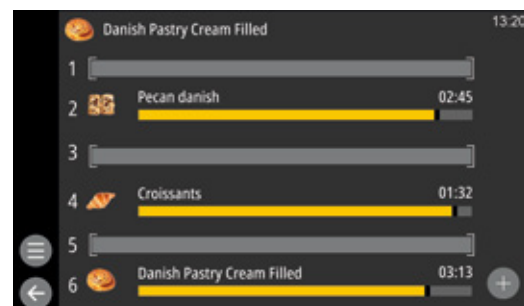 Danish Pastry Cream Filled 13:20
1
2 Pecan danish 02:45
3
4 Croissants 01:32
5
6 Danish Pastry Cream Filled 03:13